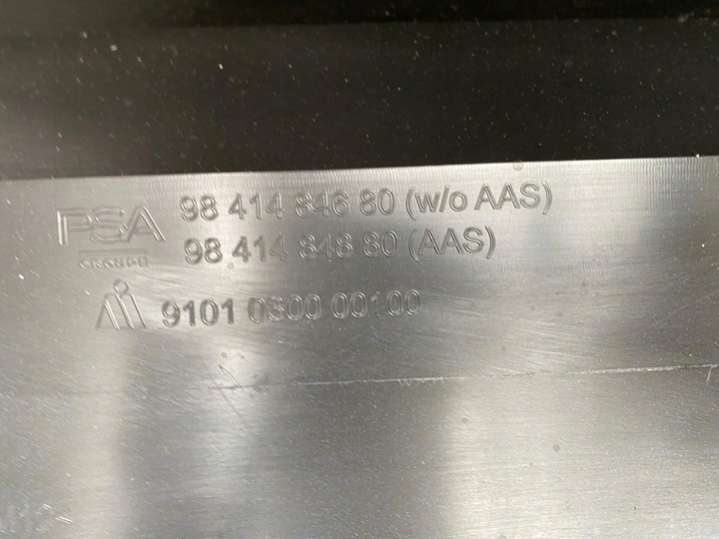 PSA
GROUPE
98 414 846 80 (w/o AAS)
98 414 848 80 (AAS)
9101 0300 00100